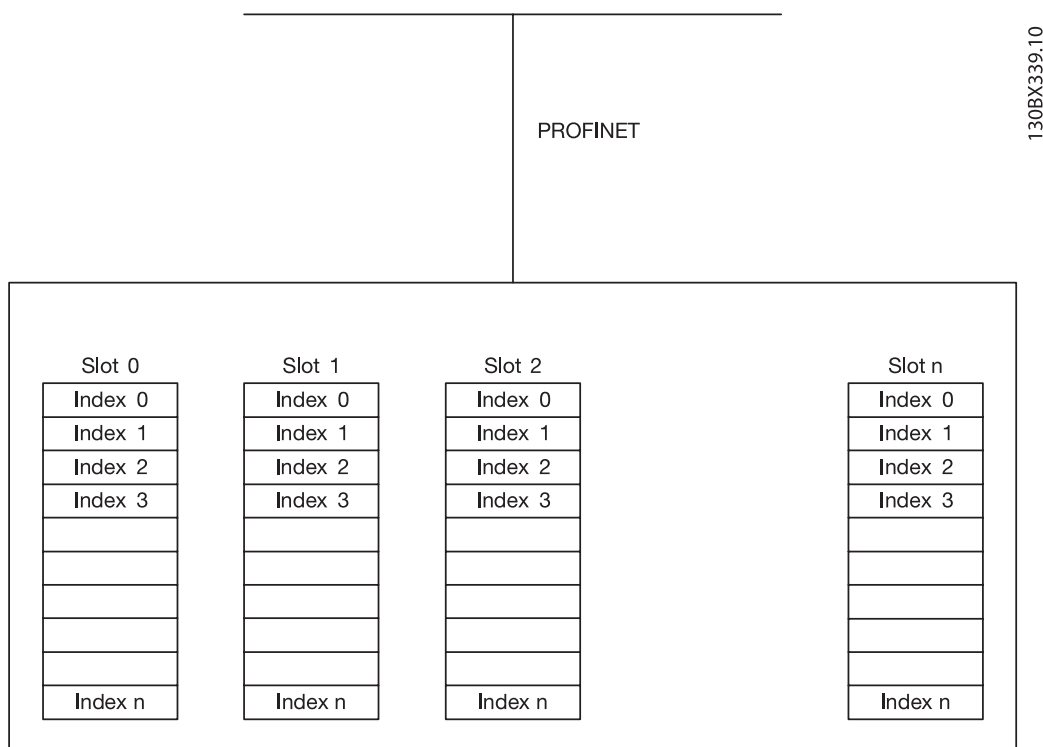 130BX339.10
PROFINET
Slot 0
Index 0
Index 1
Index 2
Index 3
Index n
Slot 1
Index 0
Index 1
Index 2
Index 3
Index n
Slot 2
Index 0
Index 1
Index 2
Index 3
Index n
Slot n
Index 0
Index 1
Index 2
Index 3
Index n